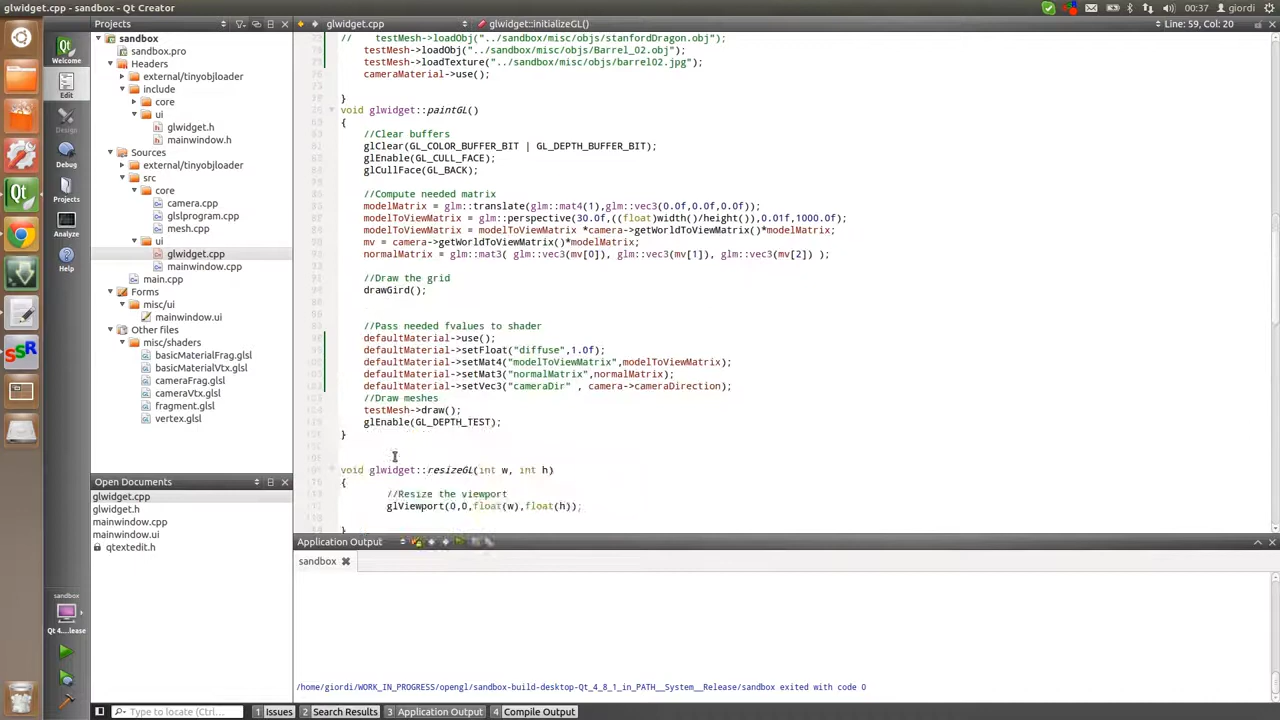 glwidget.cpp - sandbox - Qt Creator
00:37 giordi
Projects
glwidget.cpp
glwidget::initializeGL()
Line: 59, Col: 20
Welcome
Edit
Design
Debug
Projects
Analyze
Help
sandbox
Qt 4....lease
sandbox
sandbox.pro
Headers
external/tinyobjloader
include
core
ui
glwidget.h
mainwindow.h
Sources
external/tinyobjloader
src
core
camera.cpp
glslprogram.cpp
mesh.cpp
ui
glwidget.cpp
mainwindow.cpp
main.cpp
Forms
misc/ui
mainwindow.ui
Other files
misc/shaders
basicMaterialFrag.glsl
basicMaterialVtx.glsl
cameraFrag.glsl
cameraVtx.glsl
fragment.glsl
vertex.glsl
Open Documents
glwidget.cpp
glwidget.h
mainwindow.cpp
mainwindow.ui
qtextedit.h
// testMesh->loadObj("../sandbox/misc/objs/stanfordDragon.obj");
testMesh->loadObj("../sandbox/misc/objs/Barrel_02.obj");
testMesh->loadTexture("../sandbox/misc/objs/barrel02.jpg");
cameraMaterial->use();
}
void glwidget::paintGL()
{
//Clear buffers
glClear(GL_COLOR_BUFFER_BIT | GL_DEPTH_BUFFER_BIT);
glEnable(GL_CULL_FACE);
glCullFace(GL_BACK);
//Compute needed matrix
modelMatrix = glm::translate(glm::mat4(1),glm::vec3(0.0f,0.0f,0.0f));
modelToViewMatrix = glm::perspective(30.0f,((float)width()/height()),0.01f,1000.0f);
modelToViewMatrix = modelToViewMatrix *camera->getWorldToViewMatrix()*modelMatrix;
mv = camera->getWorldToViewMatrix()*modelMatrix;
normalMatrix = glm::mat3( glm::vec3(mv[0]), glm::vec3(mv[1]), glm::vec3(mv[2]) );
//Draw the grid
drawGird();
//Pass needed fvalues to shader
defaultMaterial->use();
defaultMaterial->setFloat("diffuse",1.0f);
defaultMaterial->setMat4("modelToViewMatrix",modelToViewMatrix);
defaultMaterial->setMat3("normalMatrix",normalMatrix);
defaultMaterial->setVec3("cameraDir" , camera->cameraDirection);
//Draw meshes
testMesh->draw();
glEnable(GL_DEPTH_TEST);
}
void glwidget::resizeGL(int w, int h)
{
//Resize the viewport
glViewport(0,0,float(w),float(h));
}
Application Output
sandbox
/home/giordi/WORK_IN_PROGRESS/opengl/sandbox-build-desktop-Qt_4_8_1_in_PATH__System__Release/sandbox exited with code 0
Type to locate (Ctrl...
1 Issues
2 Search Results
3 Application Output
4 Compile Output